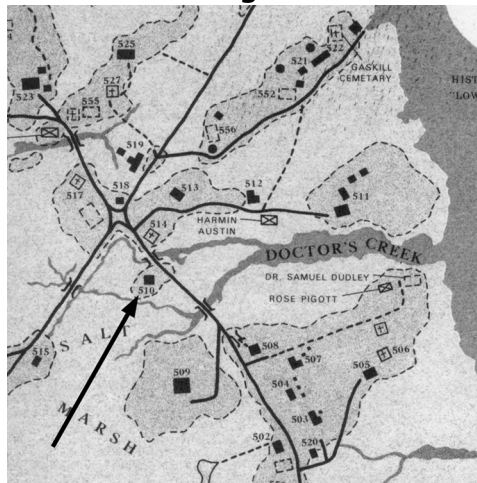 g
525
521
522
GASKILL
CEMETARY
HIST
"LOW
523
527
555
552
556
519
517
518
513
512
511
HARMIN
AUSTIN
514
DOCTOR'S CREEK
DR. SAMUEL DUDLEY
ROSE PIGOTT
510
SALT
MARSH
515
509
508
507
506
505
504
503
502
520